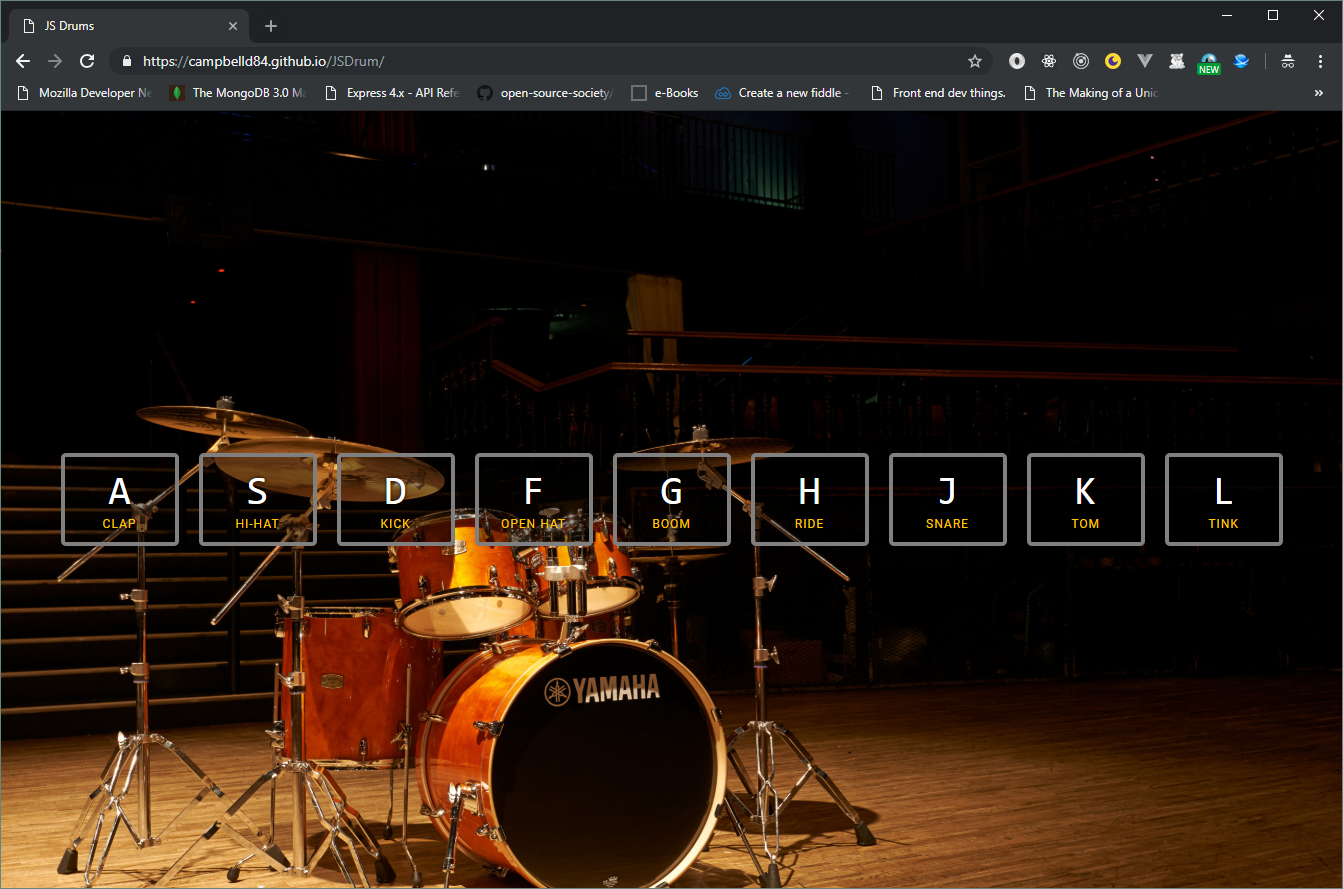 JS Drums
https://campbelld84.github.io/JSDrum/
NEW
Mozilla Developer Ne
The MongoDB 3.0 Ma
Express 4.x - API Refe
open-source-society/
e-Books
Create a new fiddle -
Front end dev things.
The Making of a Unic
A
CLAP
S
HI-HAT
D
KICK
F
OPEN HAT
G
BOOM
H
RIDE
J
SNARE
K
TOM
L
TINK
YAMAHA